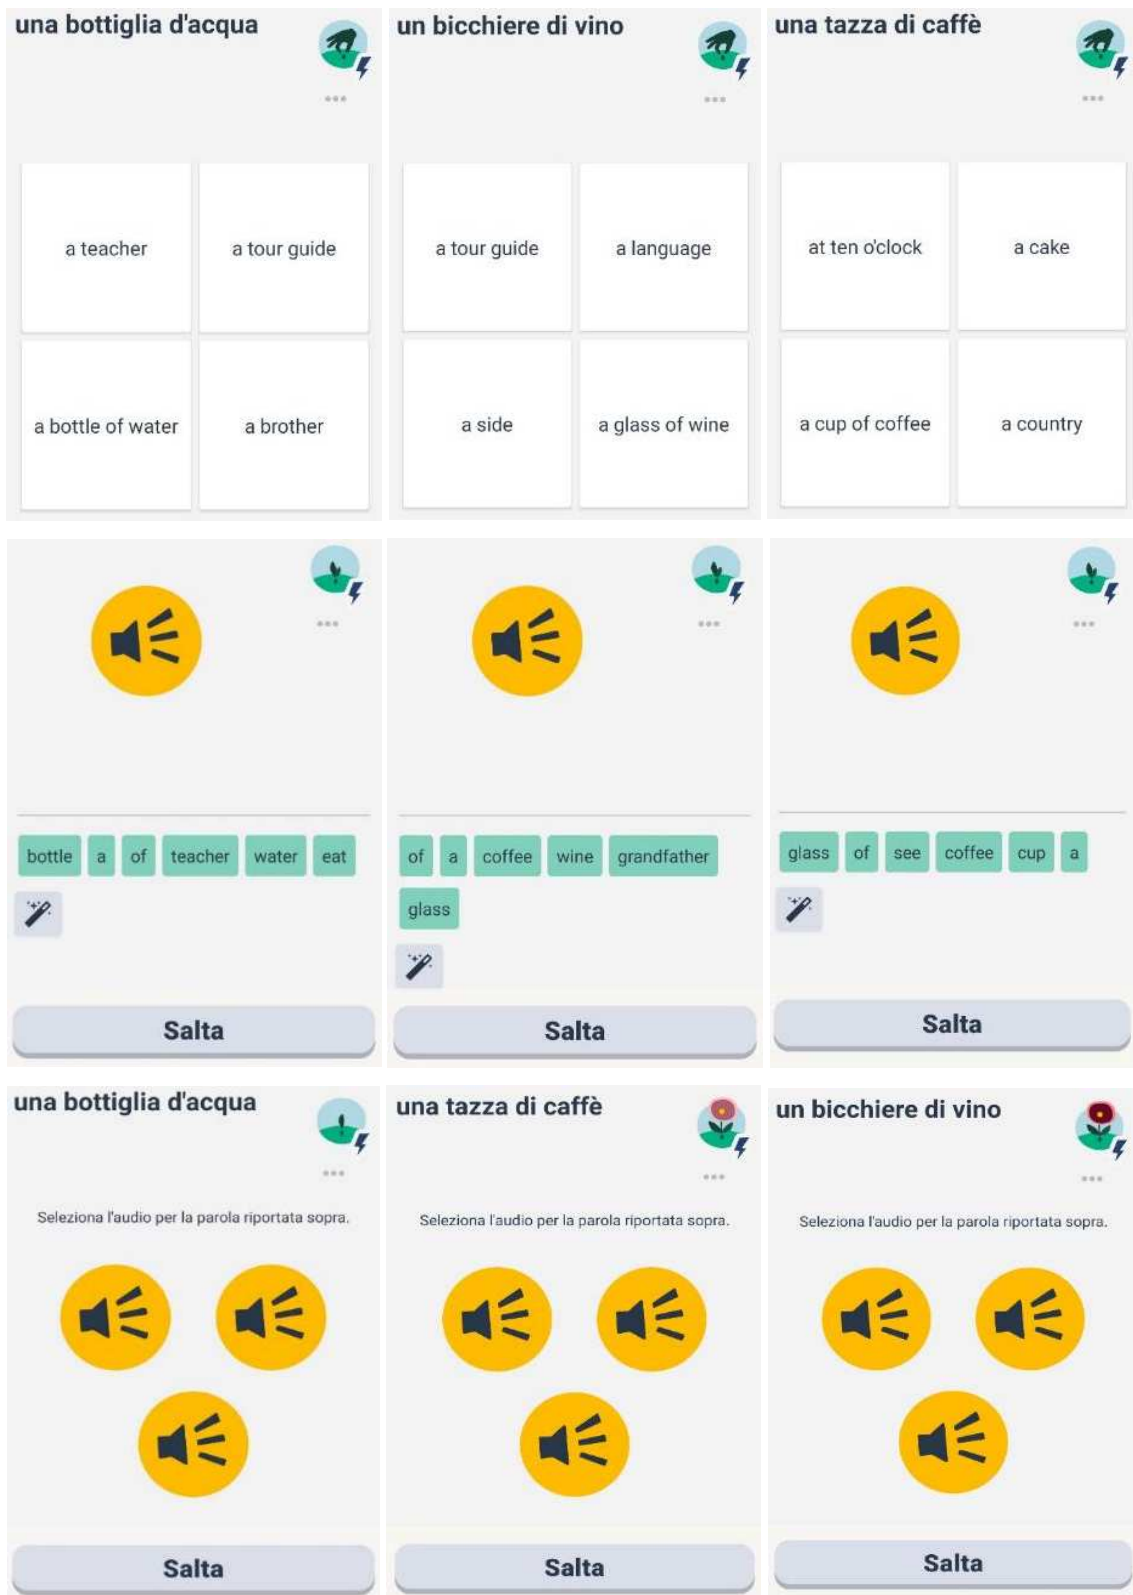 una bottiglia d'acqua
a teacher
a tour guide
a bottle of water
a brother
un bicchiere di vino
a tour guide
a language
a side
a glass of wine
una tazza di caffè
at ten o'clock
a cake
a cup of coffee
a country
bottle a of teacher water eat
Salta
of a coffee wine grandfather
glass
Salta
glass of see coffee cup a
Salta
una bottiglia d'acqua
Seleziona l'audio per la parola riportata sopra.
Salta
una tazza di caffè
Seleziona l'audio per la parola riportata sopra.
Salta
un bicchiere di vino
Seleziona l'audio per la parola riportata sopra.
Salta